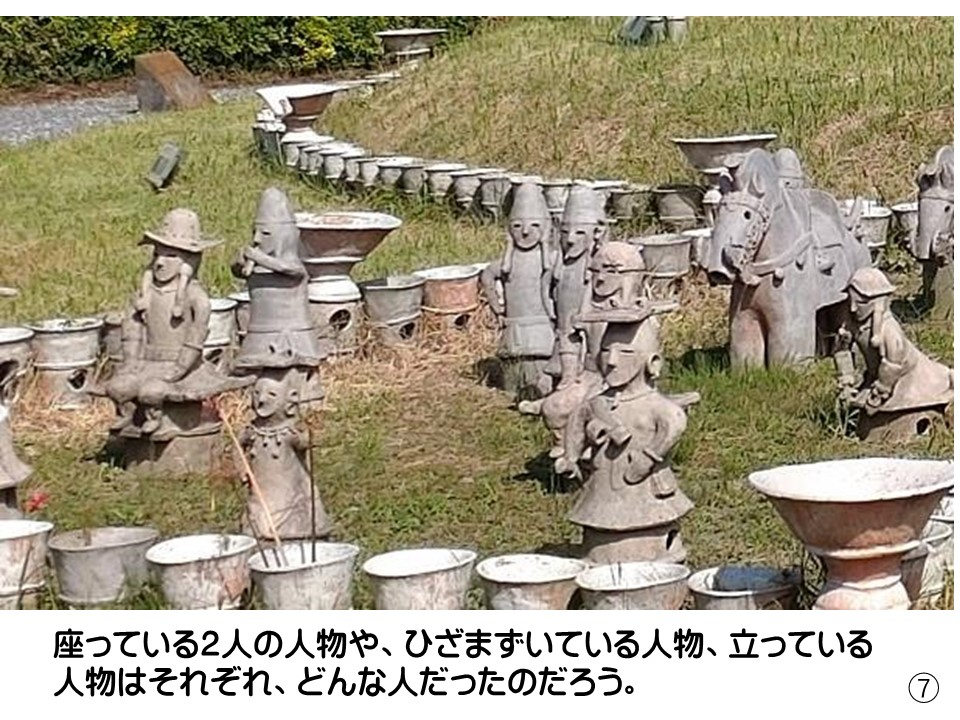 座っている2人の人物や、ひざまずいている人物、立っている
人物はそれぞれ、どんな人だったのだろう。
⑦